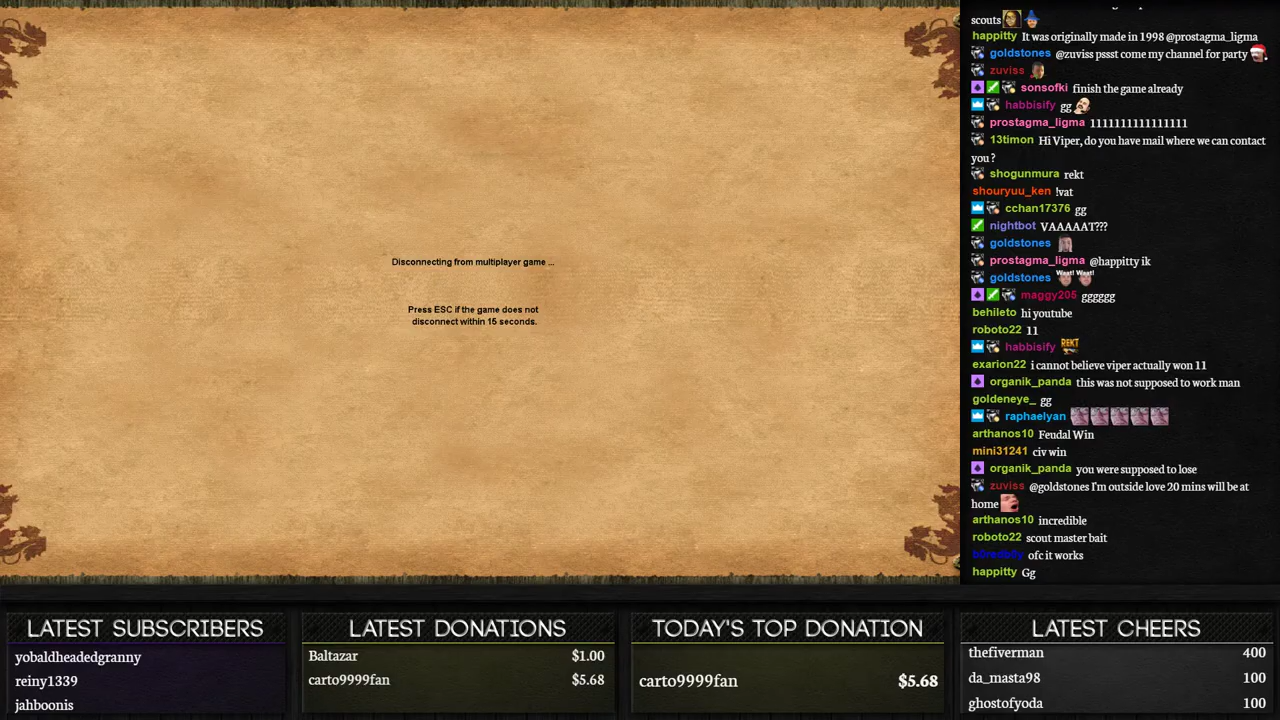 Disconnecting from multiplayer game ...
Press ESC if the game does not
disconnect within 15 seconds.
scouts
happitty It was originally made in 1998 @prostagma_ligma
goldstones @zuviss pssst come my channel for party
zuviss
sonsofki finish the game already
habbisify gg
prostagma_ligma 1111111111111111
13timon Hi Viper, do you have mail where we can contact
you ?
shogunmura rekt
shouryuu_ken !vat
cchan17376 gg
nightbot VAAAAAT???
goldstones
prostagma_ligma @happitty ik
goldstones
maggy205 gggggg
behileto hi youtube
roboto22 11
habbisify REKT
exarion22 i cannot believe viper actually won 11
organik_panda this was not supposed to work man
goldeneye_ gg
raphaelyan
arthanos10 Feudal Win
mini31241 civ win
organik_panda you were supposed to lose
zuviss @goldstones I'm outside love 20 mins will be at
home
arthanos10 incredible
roboto22 scout master bait
b0redb0y ofc it works
happitty Gg
LATEST SUBSCRIBERS
yobaldheadedgranny
reiny1339
jahboonis
LATEST DONATIONS
Baltazar $1.00
carto9999fan $5.68
TODAY'S TOP DONATION
carto9999fan $5.68
LATEST CHEERS
thefiverman 400
da_masta98 100
ghostofyoda 100